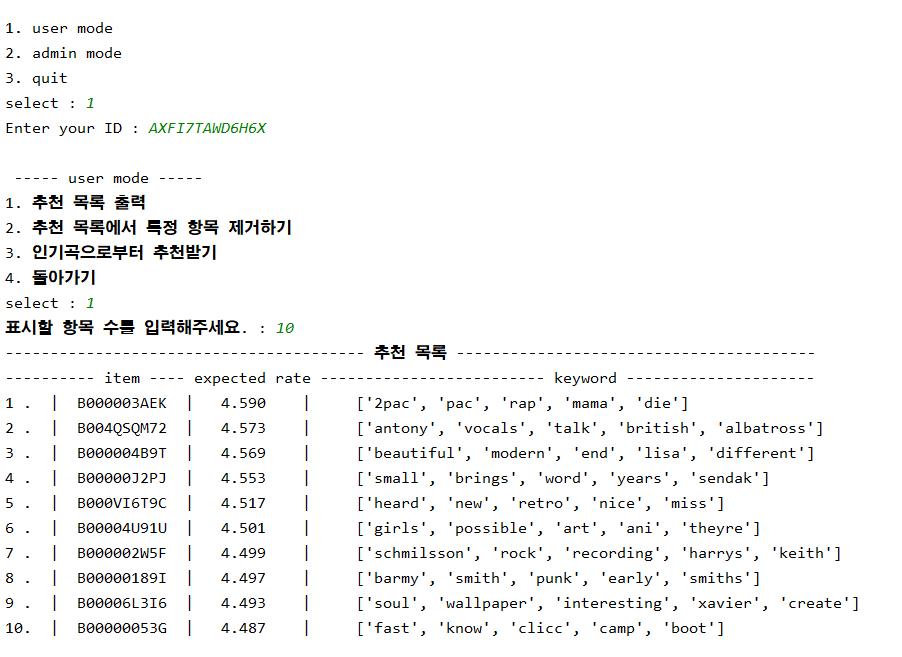 1. user mode
2. admin mode
3. quit
select : 1
Enter your ID : AXFI7TAWD6H6X
----- user mode -----
1. 추천 목록 출력
2. 추천 목록에서 특정 항목 제거하기
3. 인기곡으로부터 추천받기
4. 돌아가기
select : 1
표시할 항목 수를 입력해주세요. : 10
---------------------------------------- 추천 목록 ----------------------------------------
---------- item ---- expected rate ------------------------- keyword ---------------------
1 .  |  B000003AEK  |   4.590    |     ['2pac', 'pac', 'rap', 'mama', 'die']
2 .  |  B004QSQM72  |   4.573    |     ['antony', 'vocals', 'talk', 'british', 'albatross']
3 .  |  B000004B9T  |   4.569    |     ['beautiful', 'modern', 'end', 'lisa', 'different']
4 .  |  B00000J2PJ  |   4.553    |     ['small', 'brings', 'word', 'years', 'sendak']
5 .  |  B000VI6T9C  |   4.517    |     ['heard', 'new', 'retro', 'nice', 'miss']
6 .  |  B00004U91U  |   4.501    |     ['girls', 'possible', 'art', 'ani', 'theyre']
7 .  |  B000002W5F  |   4.499    |     ['schmilsson', 'rock', 'recording', 'harrys', 'keith']
8 .  |  B00000189I  |   4.497    |     ['barmy', 'smith', 'punk', 'early', 'smiths']
9 .  |  B00006L3I6  |   4.493    |     ['soul', 'wallpaper', 'interesting', 'xavier', 'create']
10.  |  B00000053G  |   4.487    |     ['fast', 'know', 'clicc', 'camp', 'boot']